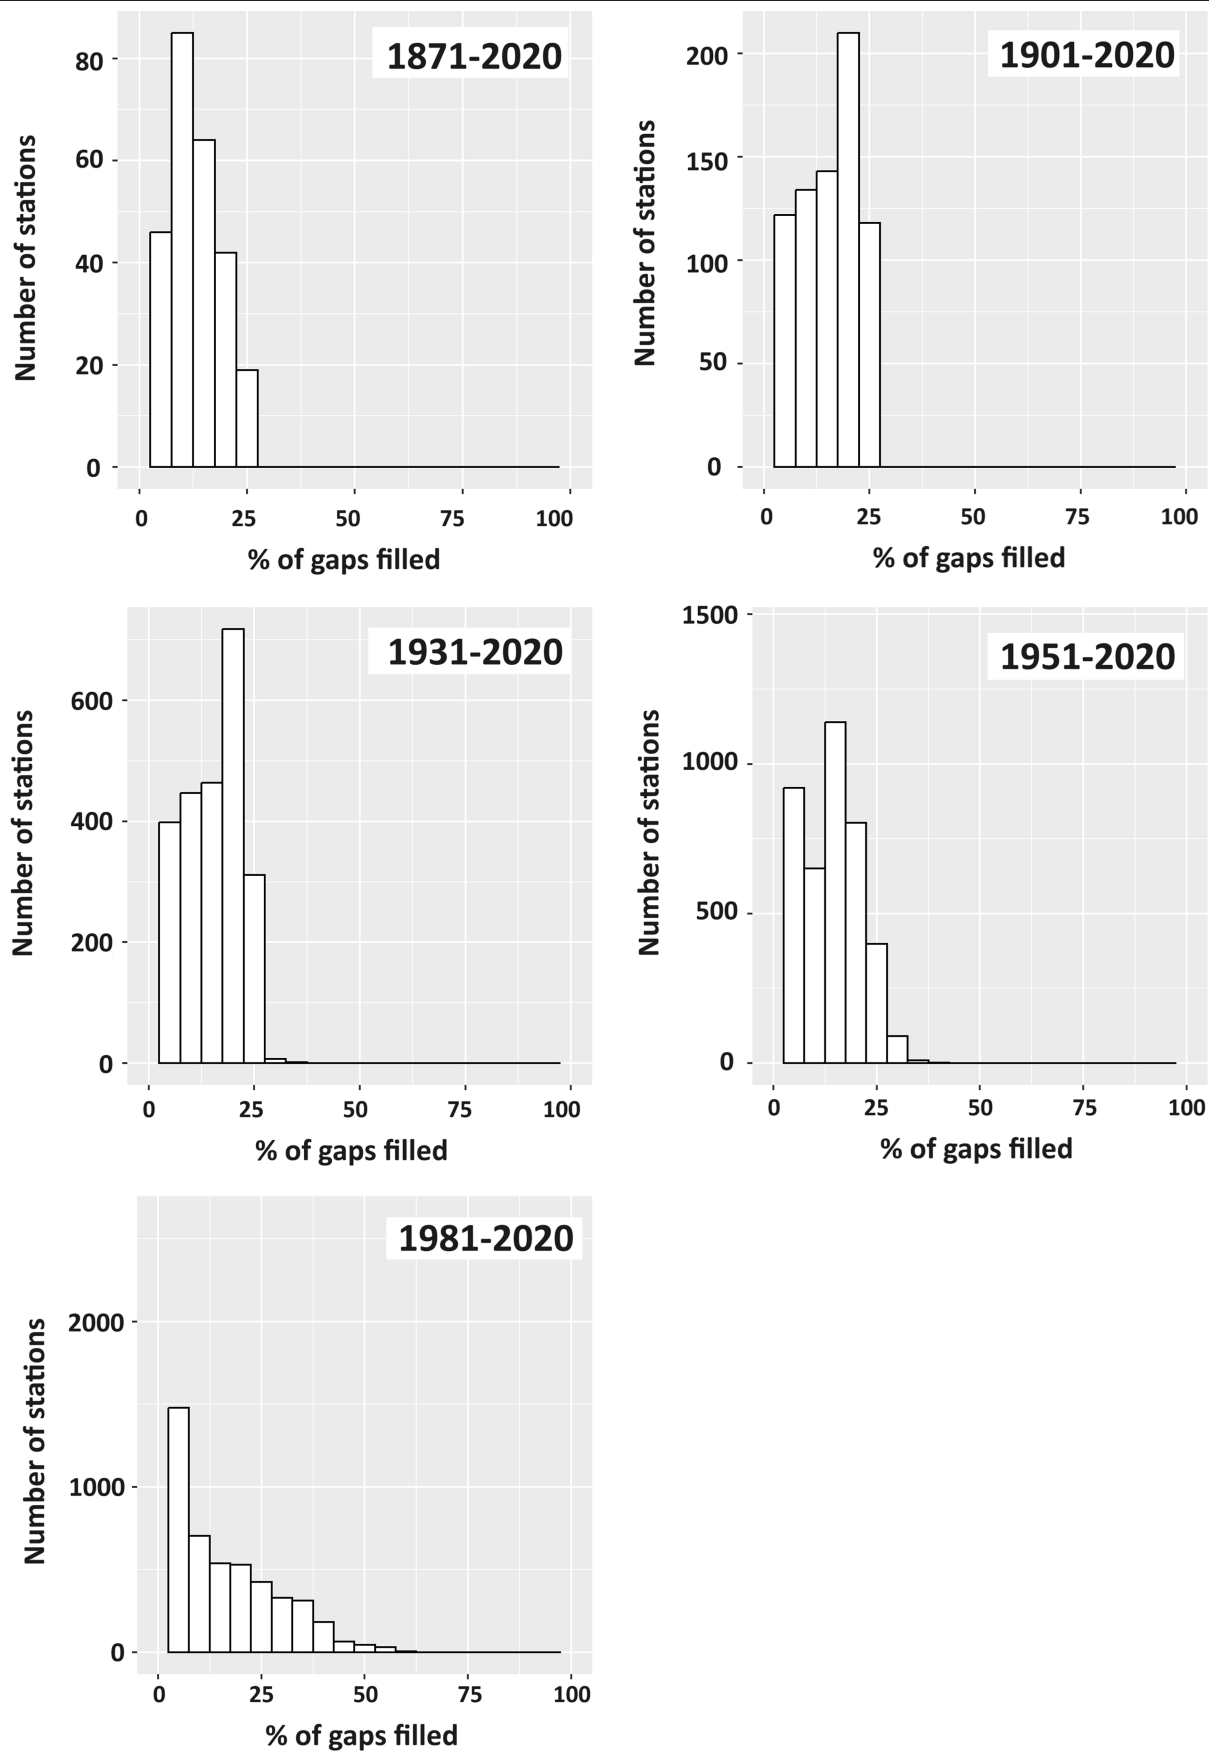 1871-2020
Number of stations
80
60
40
20
0
0 25 50 75 100
% of gaps filled
1901-2020
Number of stations
200
150
100
50
0
0 25 50 75 100
% of gaps filled
1931-2020
Number of stations
600
400
200
0
0 25 50 75 100
% of gaps filled
1951-2020
Number of stations
1500
1000
500
0
0 25 50 75 100
% of gaps filled
1981-2020
Number of stations
2000
1000
0
0 25 50 75 100
% of gaps filled